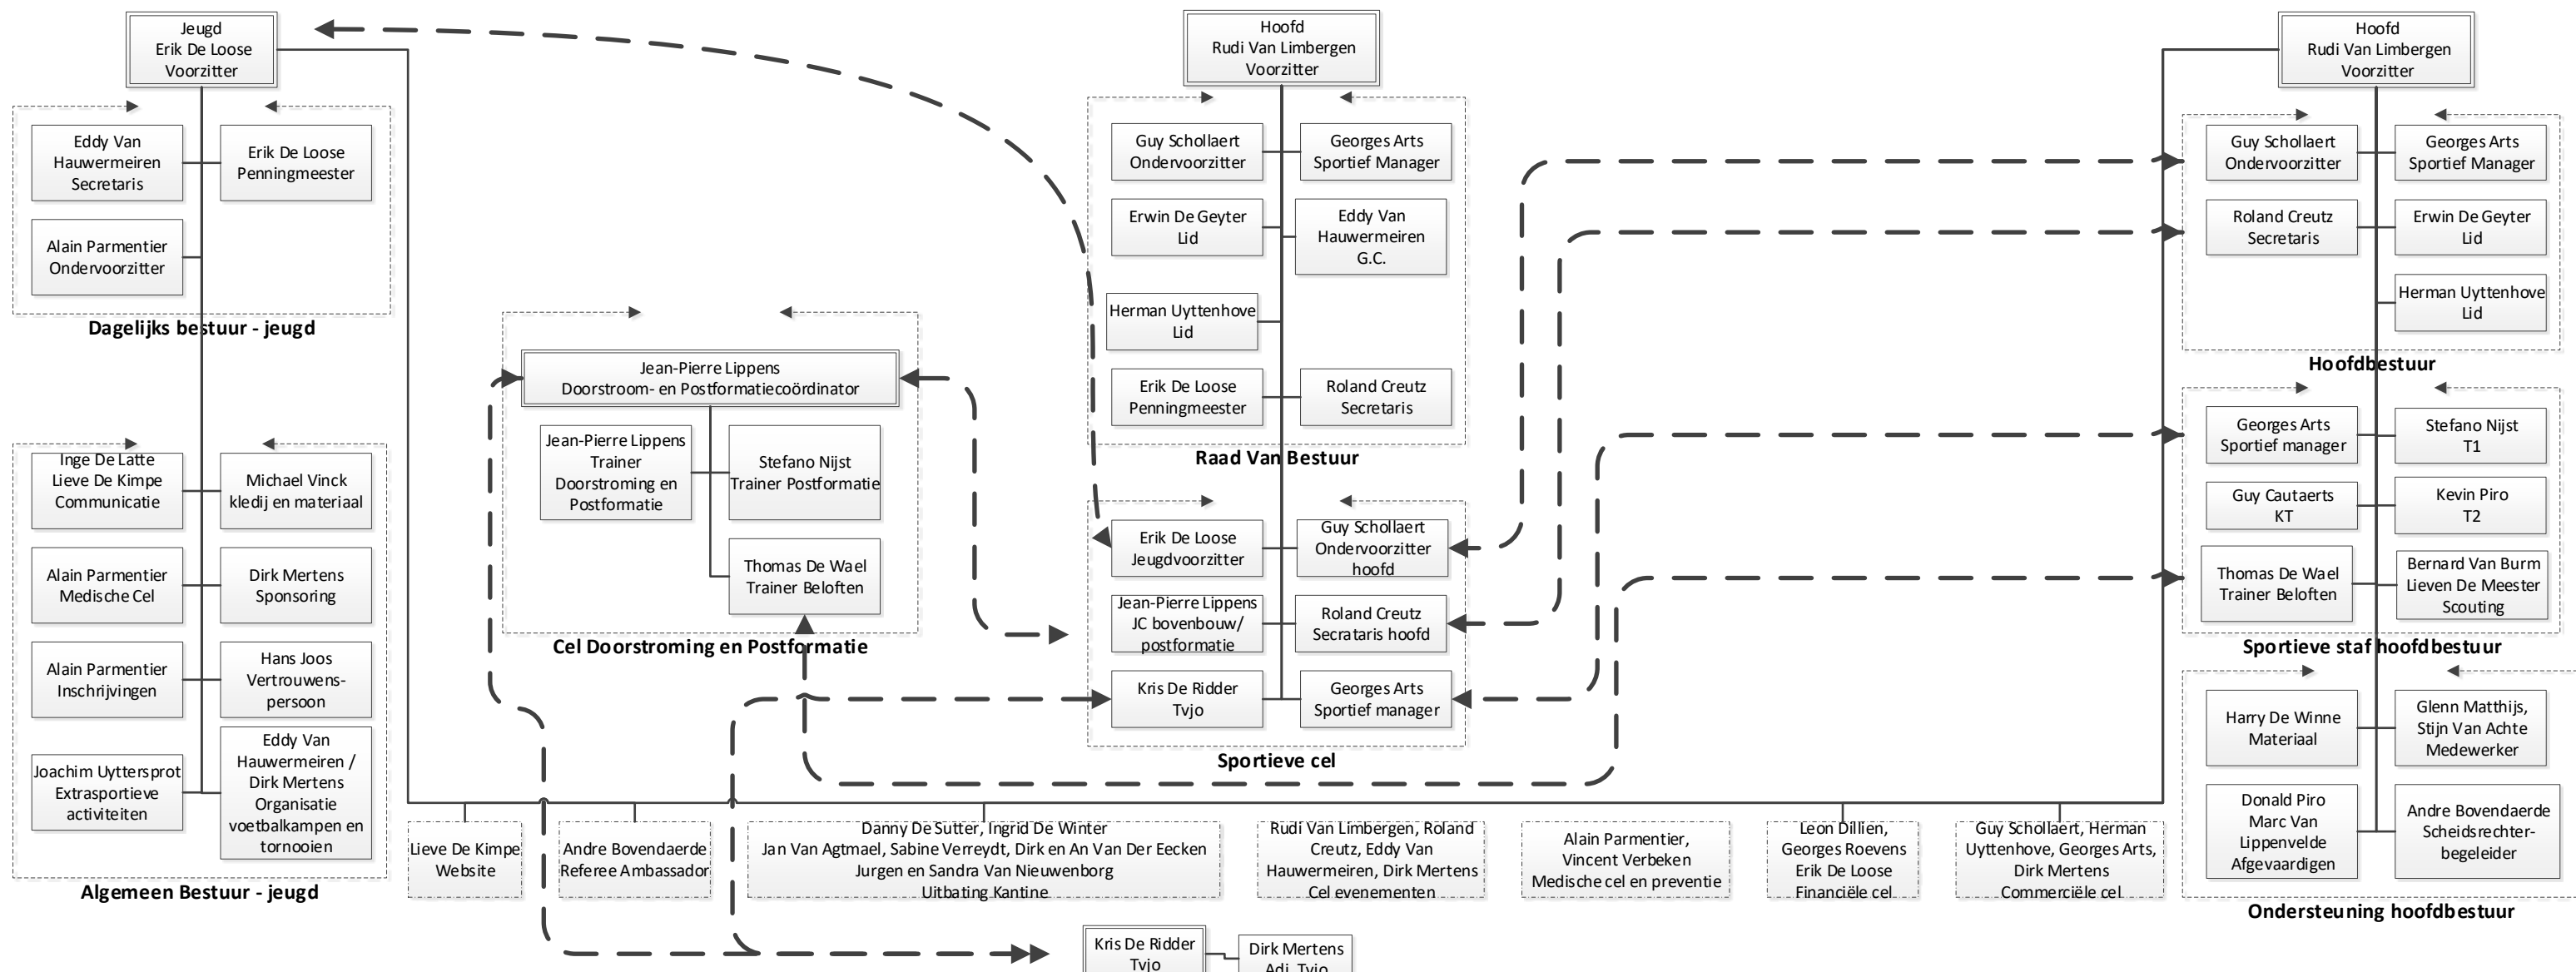 Jeugd
Erik De Loose
Voorzitter
Eddy Van
Hauwermeiren
Secretaris
Erik De Loose
Penningmeester
Alain Parmentier
Ondervoorzitter
Dagelijks bestuur - jeugd
Inge De Latte
Lieve De Kimpe
Communicatie
Michael Vinck
kledij en materiaal
Alain Parmentier
Medische Cel
Dirk Mertens
Sponsoring
Alain Parmentier
Inschrijvingen
Hans Joos
Vertrouwens-
persoon
Joachim Uyttersprot
Extrasportieve
activiteiten
Eddy Van
Hauwermeiren /
Dirk Mertens
Organisatie
voetbalkampen en
tornooien
Algemeen Bestuur - jeugd
Jean-Pierre Lippens
Doorstroom- en Postformatiecoördinator
Jean-Pierre Lippens
Trainer
Doorstroming en
Postformatie
Stefano Nijst
Trainer Postformatie
Thomas De Wael
Trainer Beloften
Cel Doorstroming en Postformatie
Hoofd
Rudi Van Limbergen
Voorzitter
Guy Schollaert
Ondervoorzitter
Georges Arts
Sportief Manager
Erwin De Geyter
Lid
Eddy Van
Hauwermeiren
G.C.
Herman Uyttenhove
Lid
Erik De Loose
Penningmeester
Roland Creutz
Secretaris
Raad Van Bestuur
Erik De Loose
Jeugdvoorzitter
Guy Schollaert
Ondervoorzitter
hoofd
Jean-Pierre Lippens
JC bovenbouw/
postformatie
Roland Creutz
Secrataris hoofd
Kris De Ridder
Tvjo
Georges Arts
Sportief manager
Sportieve cel
Hoofd
Rudi Van Limbergen
Voorzitter
Guy Schollaert
Ondervoorzitter
Georges Arts
Sportief Manager
Roland Creutz
Secretaris
Erwin De Geyter
Lid
Herman Uyttenhove
Lid
Hoofdbestuur
Georges Arts
Sportief manager
Stefano Nijst
T1
Guy Cautaerts
KT
Kevin Piro
T2
Thomas De Wael
Trainer Beloften
Bernard Van Burm
Lieven De Meester
Scouting
Sportieve staf hoofdbestuur
Harry De Winne
Materiaal
Glenn Matthijs,
Stijn Van Achte
Medewerker
Donald Piro
Marc Van
Lippenvelde
Afgevaardigen
Andre Bovendaerde
Scheidsrechter-
begeleider
Ondersteuning hoofdbestuur
Lieve De Kimpe
Website
Andre Bovendaerde
Referee Ambassador
Danny De Sutter, Ingrid De Winter
Jan Van Agtmael, Sabine Verreydt, Dirk en An Van Der Eecken
Jurgen en Sandra Van Nieuwenborg
Uitbating Kantine
Rudi Van Limbergen, Roland
Creutz, Eddy Van
Hauwermeiren, Dirk Mertens
Cel evenementen
Alain Parmentier,
Vincent Verbeken
Medische cel en preventie
Leon Dillien,
Georges Roevens
Erik De Loose
Financiële cel
Guy Schollaert, Herman
Uyttenhove, Georges Arts,
Dirk Mertens
Commerciële cel
Kris De Ridder
Tvjo
Dirk Mertens
Adj. Tvjo